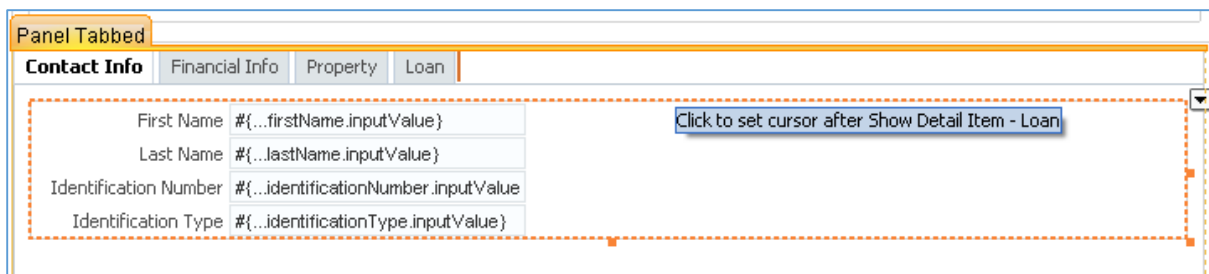 Panel Tabbed
Contact Info Financial Info Property Loan
First Name #{...firstName.inputValue}
Click to set cursor after Show Detail Item - Loan
Last Name #{...lastName.inputValue}
Identification Number #{...identificationNumber.inputValue
Identification Type #{...identificationType.inputValue}